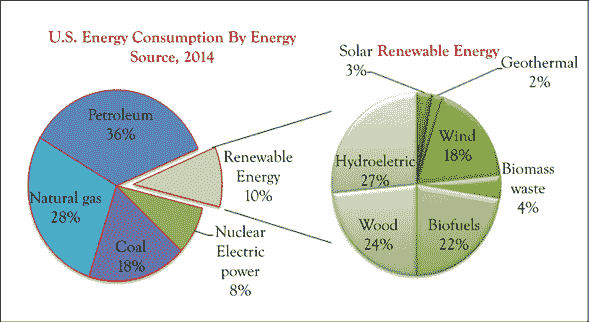 U.S. Energy Consumption By Energy
Source, 2014
Petroleum
36%
Renewable
Energy
10%
Natural gas
28%
Coal
18%
Nuclear
Electric
power
8%
Renewable Energy
Solar
3%
Geothermal
2%
Wind
18%
Hydroeletric
27%
Biomass
waste
4%
Wood
24%
Biofuels
22%